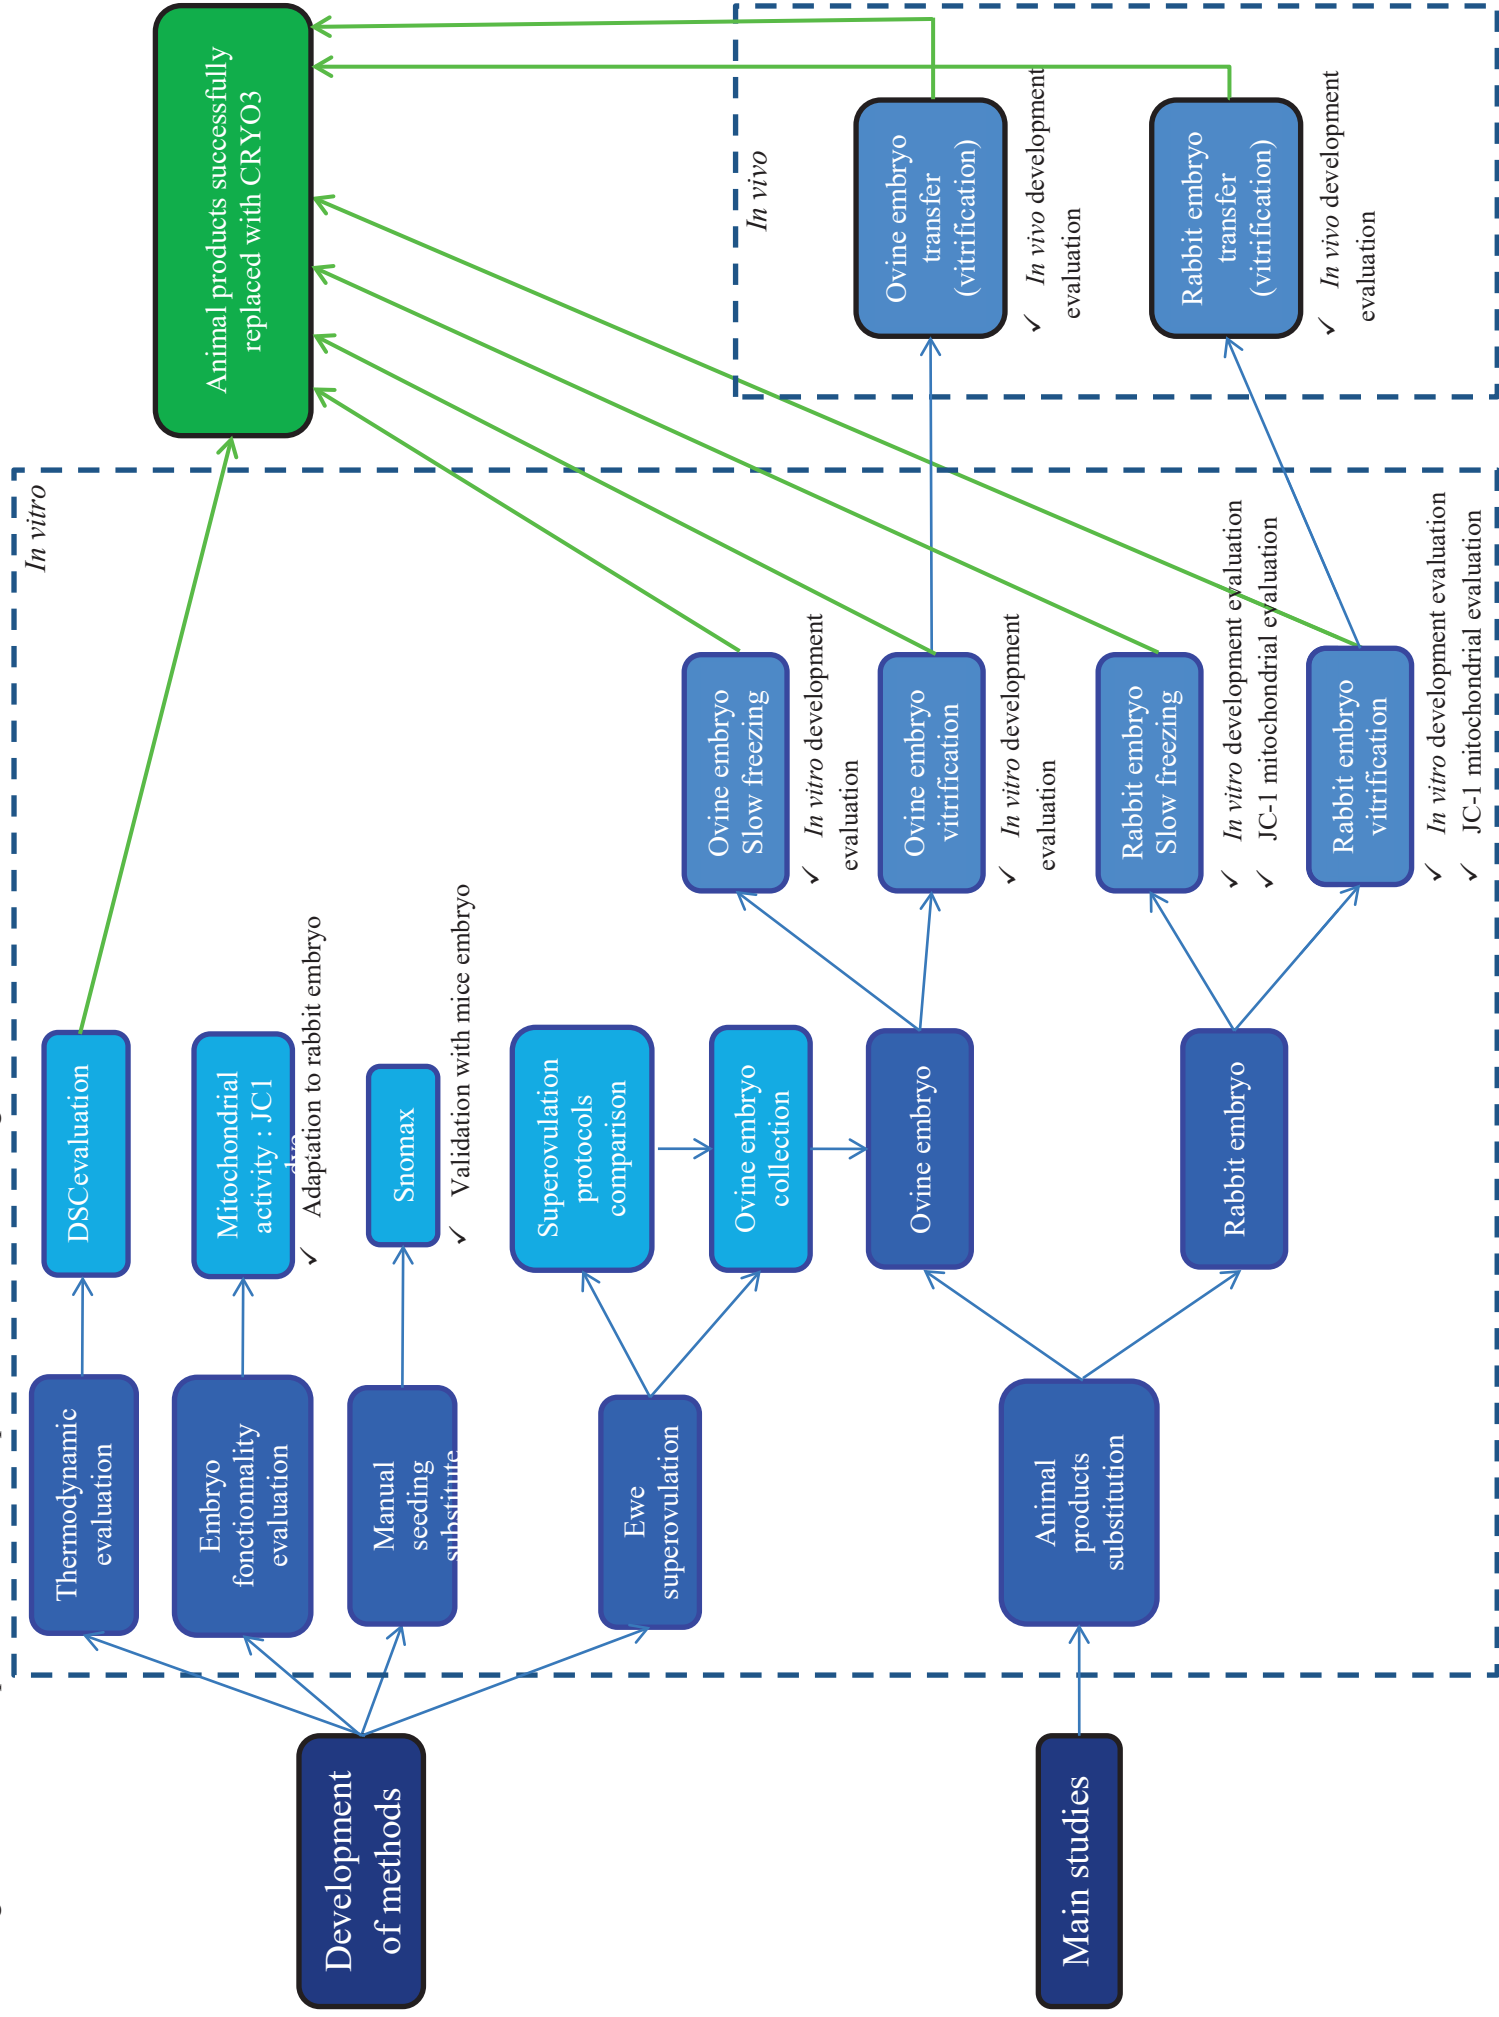 In vitro
In vivo
Development
of methods
Main studies
Thermodynamic
evaluation
Embryo
fonctionnality
evaluation
Manual
seeding
substitute
Ewe
superovulation
Animal
products
substitution
DSCevaluation
Mitochondrial
activity : JC1
✓ Adaptation to rabbit embryo
Snomax
✓ Validation with mice embryo
Superovulation
protocols
comparison
Ovine embryo
collection
Ovine embryo
Rabbit embryo
Ovine embryo
Slow freezing
✓ In vitro development
evaluation
Ovine embryo
vitrification
✓ In vitro development
evaluation
Rabbit embryo
Slow freezing
✓ In vitro development evaluation
✓ JC-1 mitochondrial evaluation
Rabbit embryo
vitrification
✓ In vitro development evaluation
✓ JC-1 mitochondrial evaluation
Animal products successfully
replaced with CRYO3
Ovine embryo
transfer
(vitrification)
✓ In vivo development
evaluation
Rabbit embryo
transfer
(vitrification)
✓ In vivo development
evaluation